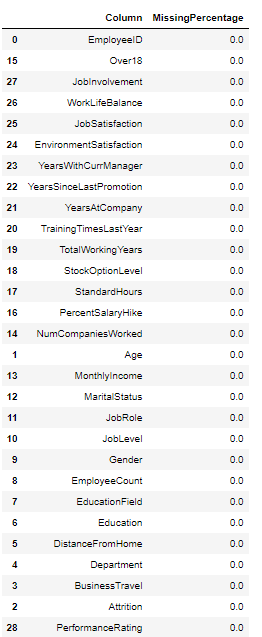 Column MissingPercentage
0 EmployeeID 0.0
15 Over18 0.0
27 JobInvolvement 0.0
26 WorkLifeBalance 0.0
25 JobSatisfaction 0.0
24 EnvironmentSatisfaction 0.0
23 YearsWithCurrManager 0.0
22 YearsSinceLastPromotion 0.0
21 YearsAtCompany 0.0
20 TrainingTimesLastYear 0.0
19 TotalWorkingYears 0.0
18 StockOptionLevel 0.0
17 StandardHours 0.0
16 PercentSalaryHike 0.0
14 NumCompaniesWorked 0.0
1 Age 0.0
13 MonthlyIncome 0.0
12 MaritalStatus 0.0
11 JobRole 0.0
10 JobLevel 0.0
9 Gender 0.0
8 EmployeeCount 0.0
7 EducationField 0.0
6 Education 0.0
5 DistanceFromHome 0.0
4 Department 0.0
3 BusinessTravel 0.0
2 Attrition 0.0
28 PerformanceRating 0.0